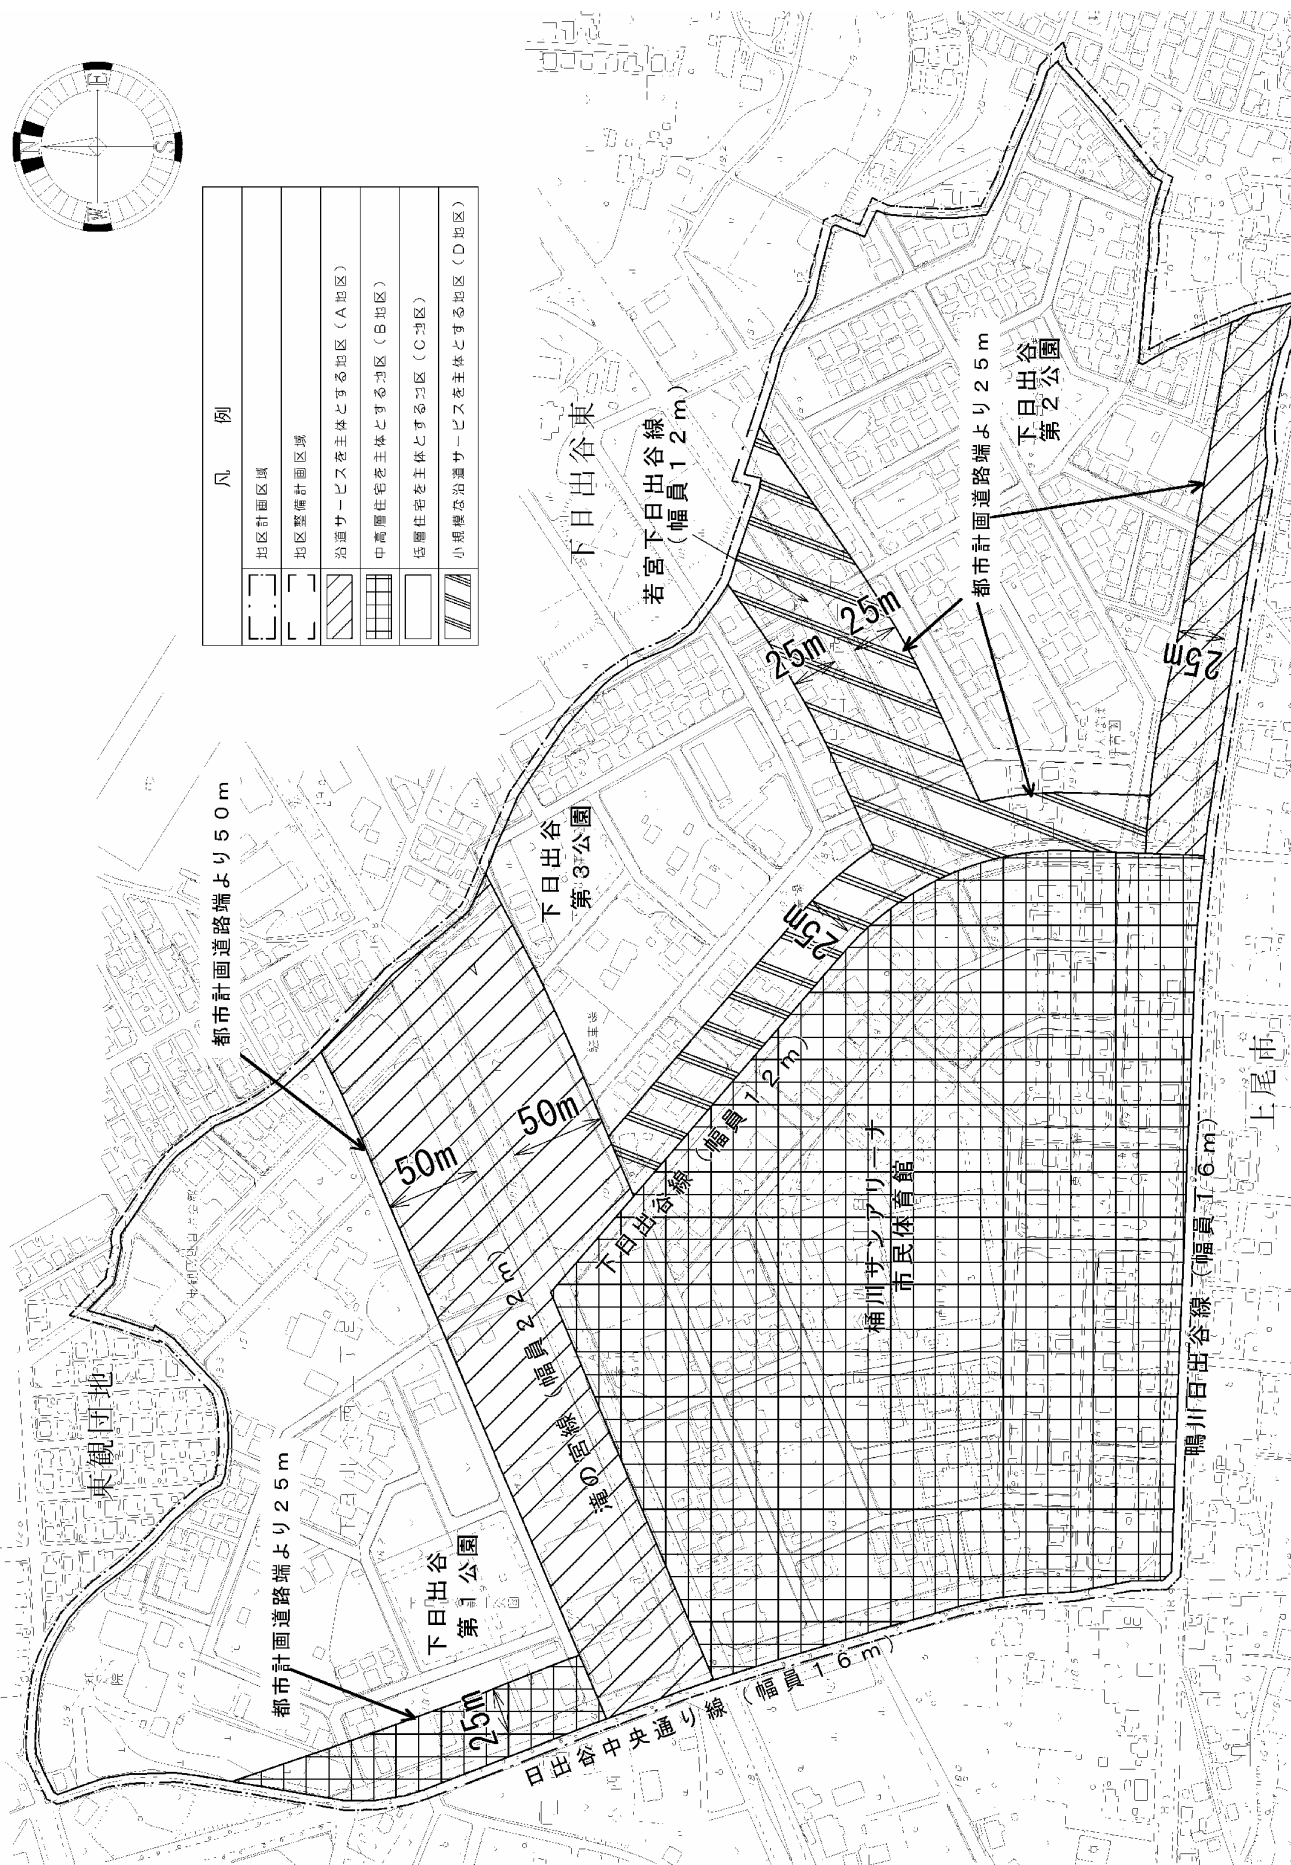 N
E
S
W
凡例
地区計画区域
地区整備計画区域
沿道サービスを主体とする地区（A地区）
中高層住宅を主体とする地区（B地区）
低層住宅を主体とする地区（C地区）
小規模な沿道サービスを主体とする地区（D地区）
東観団地
都市計画道路端より50m
都市計画道路端より25m
下日出谷
第1公園
25m
50m
50m
滝の宮線（幅員22m）
日出谷中央通り線（幅員16m）
下日出谷
第3公園
下日出谷東
若宮下日出谷線
（幅員12m）
25m
25m
25m
下日出谷線（幅員12m）
都市計画道路端より25m
下日出谷
第2公園
25m
桶川サンアリーナ
市民体育館
鴨川日出谷線（幅員16m）
上尾市
駐車場